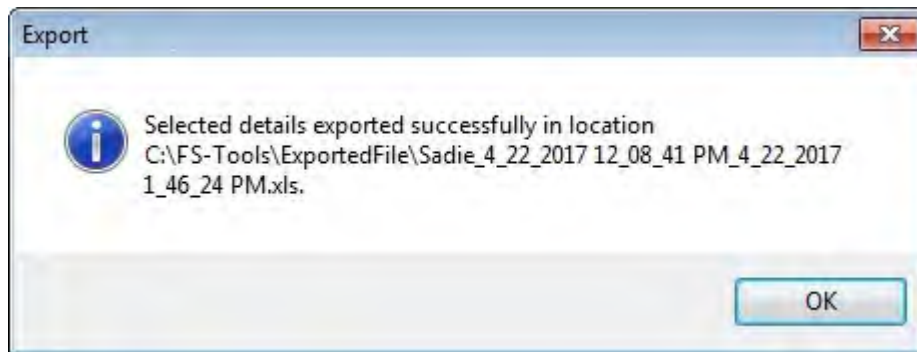 Export
Selected details exported successfully in location
C:\FS-Tools\ExportedFile\Sadie_4_22_2017 12_08_41 PM_4_22_2017
1_46_24 PM.xls.
OK